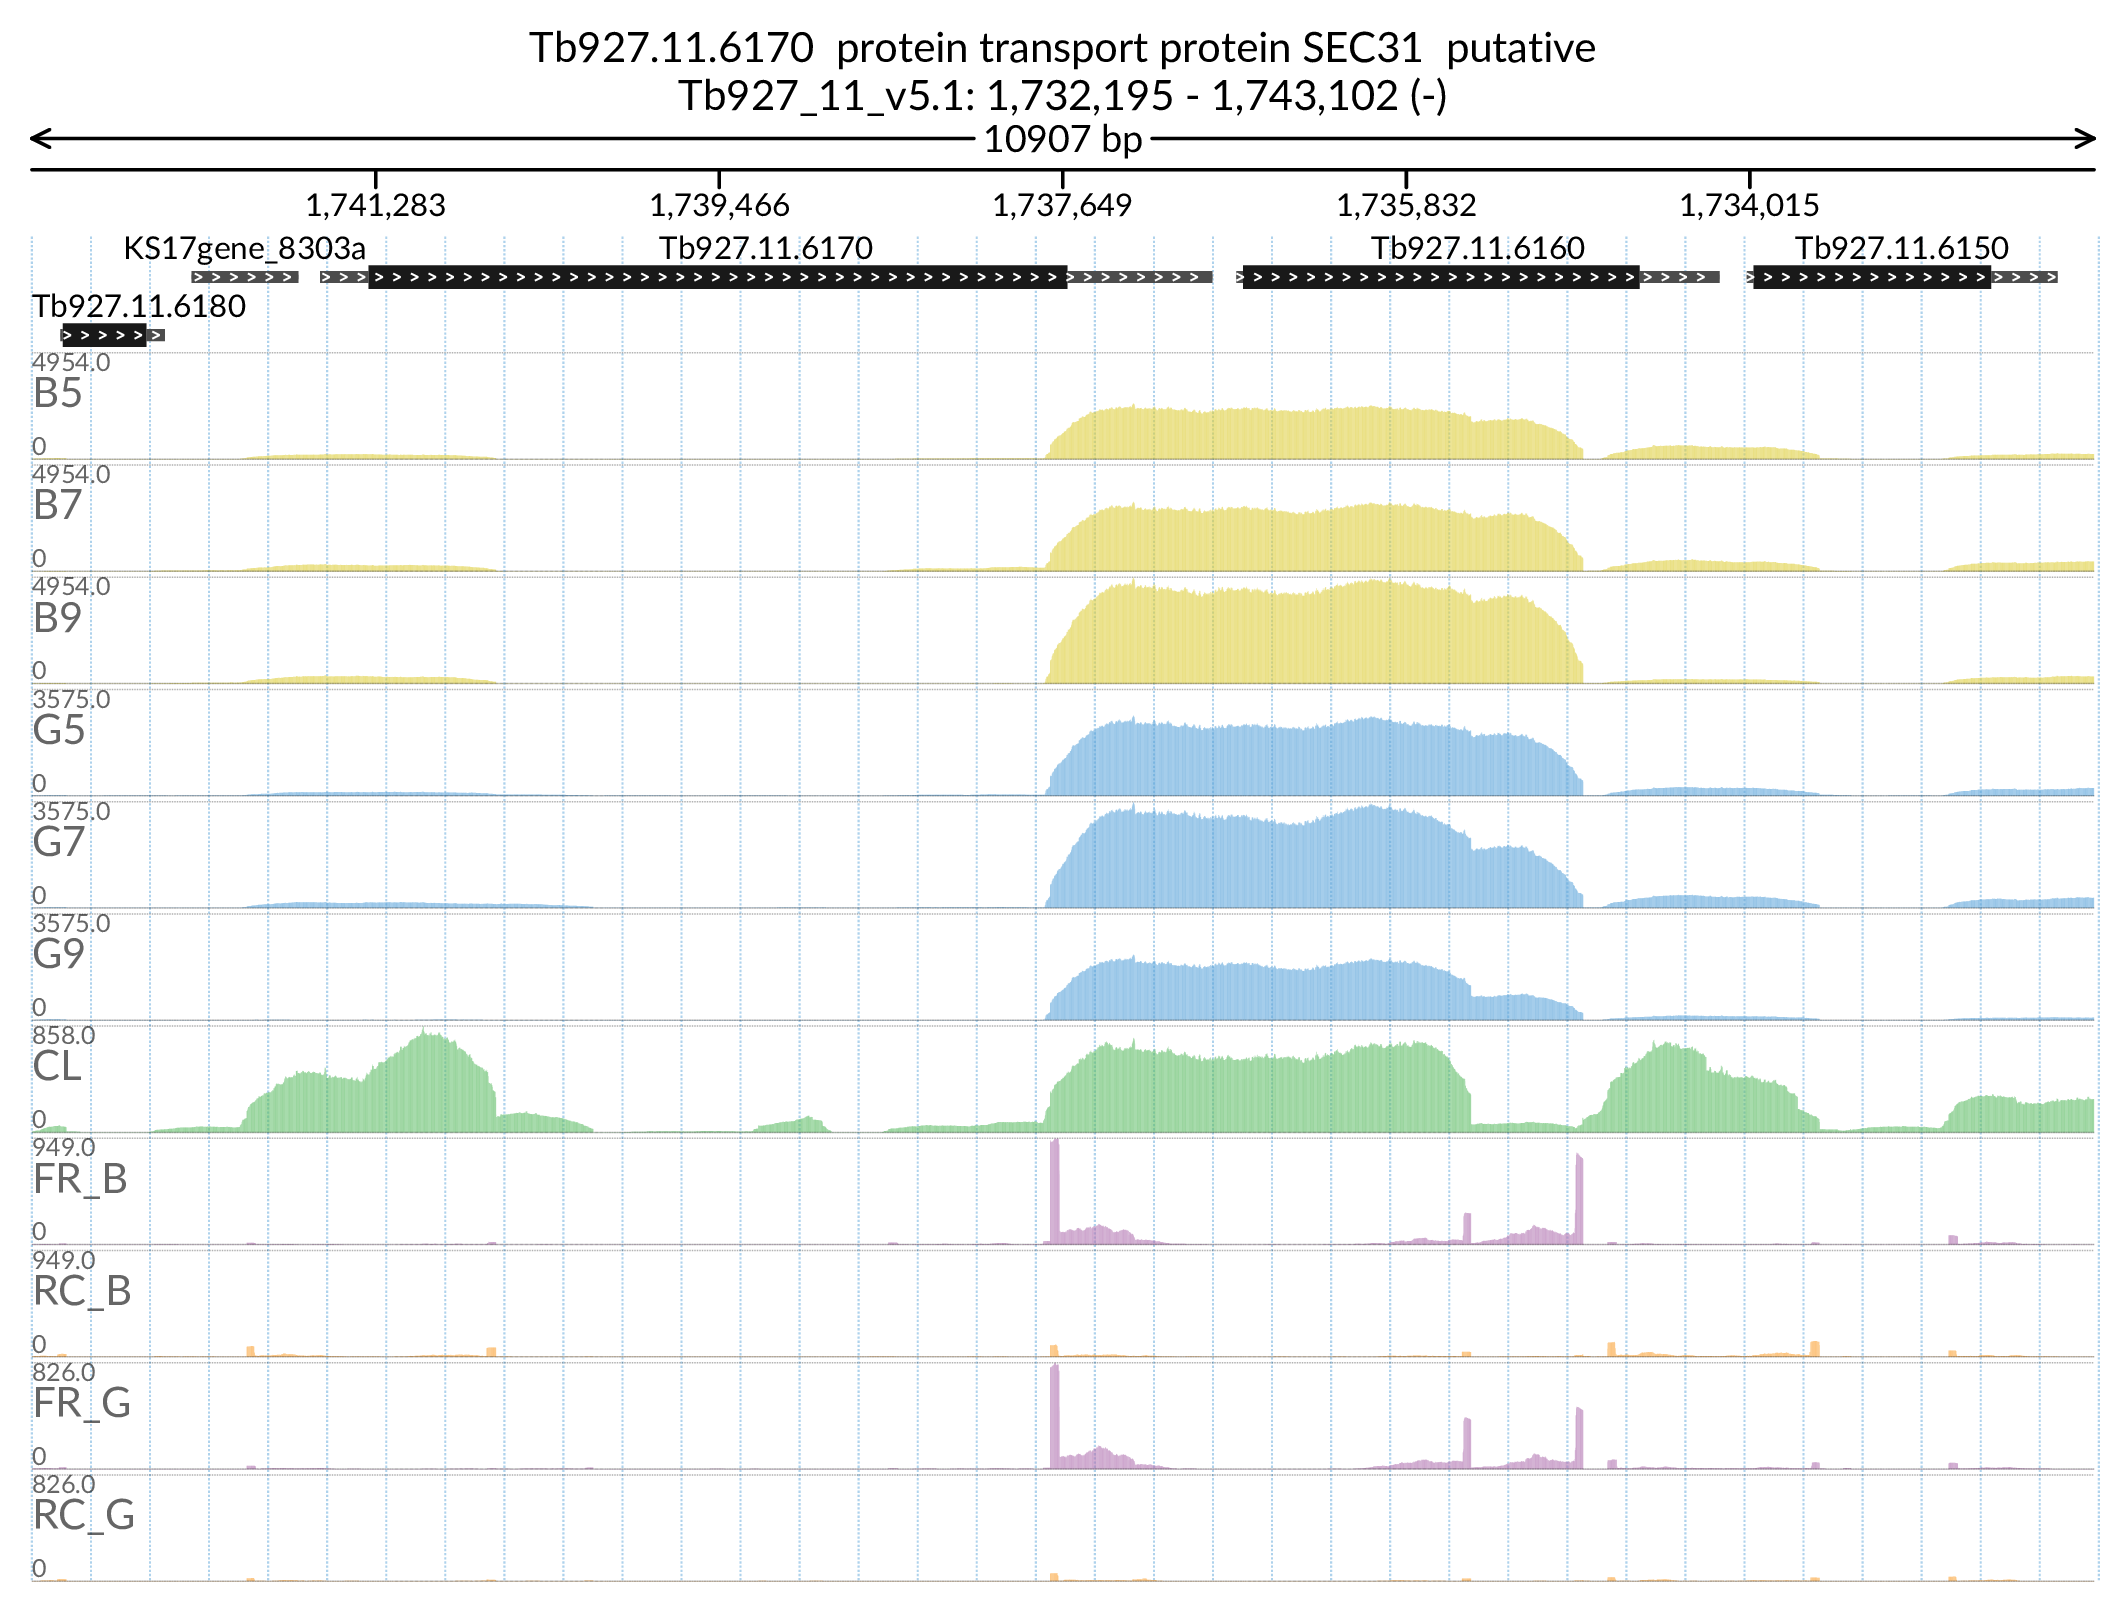 Tb927.11.6170  protein transport protein SEC31  putative
Tb927_11_v5.1: 1,732,195 - 1,743,102 (-)
10907 bp
1,741,283 1,739,466 1,737,649 1,735,832 1,734,015
KS17gene_8303a Tb927.11.6170 Tb927.11.6160 Tb927.11.6150
Tb927.11.6180
4954.0
B5
0
4954.0
B7
0
4954.0
B9
0
3575.0
G5
0
3575.0
G7
0
3575.0
G9
0
858.0
CL
0
949.0
FR_B
0
949.0
RC_B
0
826.0
FR_G
0
826.0
RC_G
0